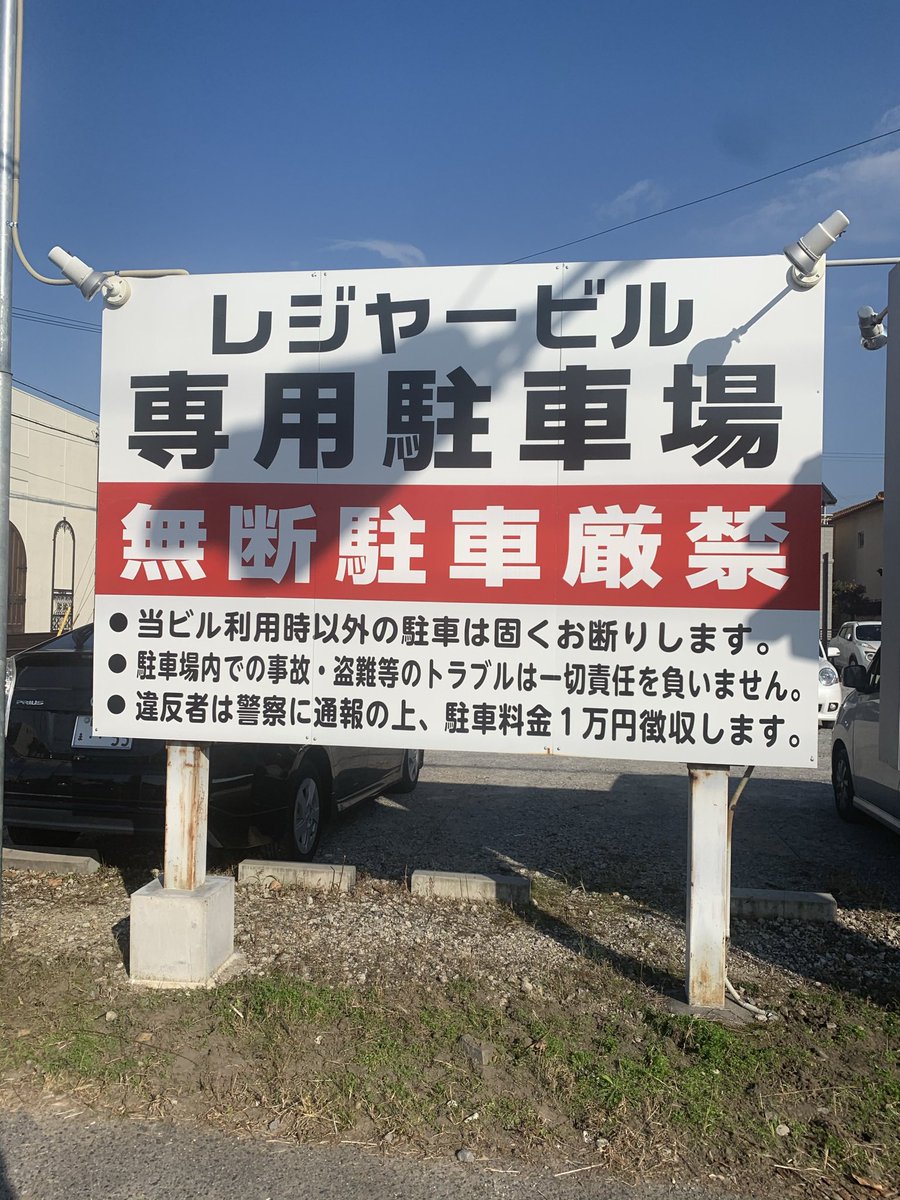 レジャービル
専用駐車場
無断駐車厳禁
●当ビル利用時以外の駐車は固くお断りします。
●駐車場内での事故・盗難等のトラブルは一切責任を負いません。
●違反者は警察に通報の上、駐車料金1万円徴収します。
PRIUS